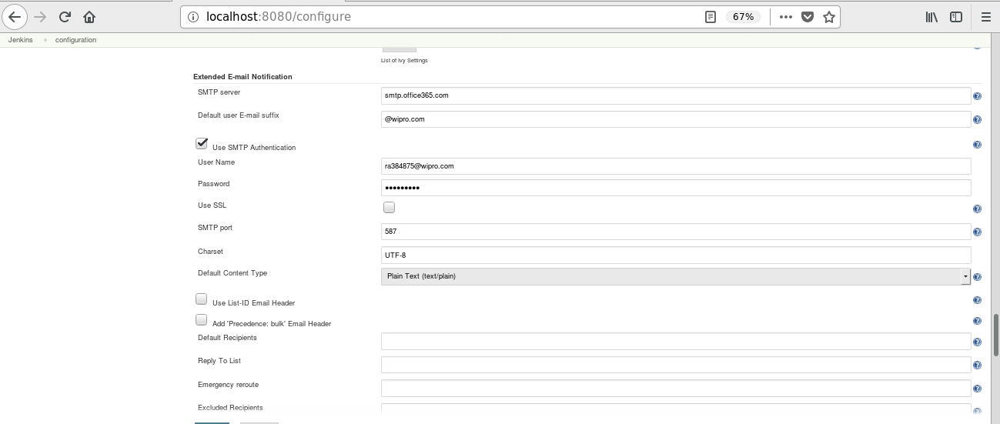 localhost:8080/configure
67%
Jenkins
configuration
List of Ivy Settings
Extended E-mail Notification
SMTP server
smtp.office365.com
Default user E-mail suffix
@wipro.com
Use SMTP Authentication
User Name
ra384875@wipro.com
Password
•••••••••
Use SSL
SMTP port
587
Charset
UTF-8
Default Content Type
Plain Text (text/plain)
Use List-ID Email Header
Add 'Precedence: bulk' Email Header
Default Recipients
Reply To List
Emergency reroute
Excluded Recipients